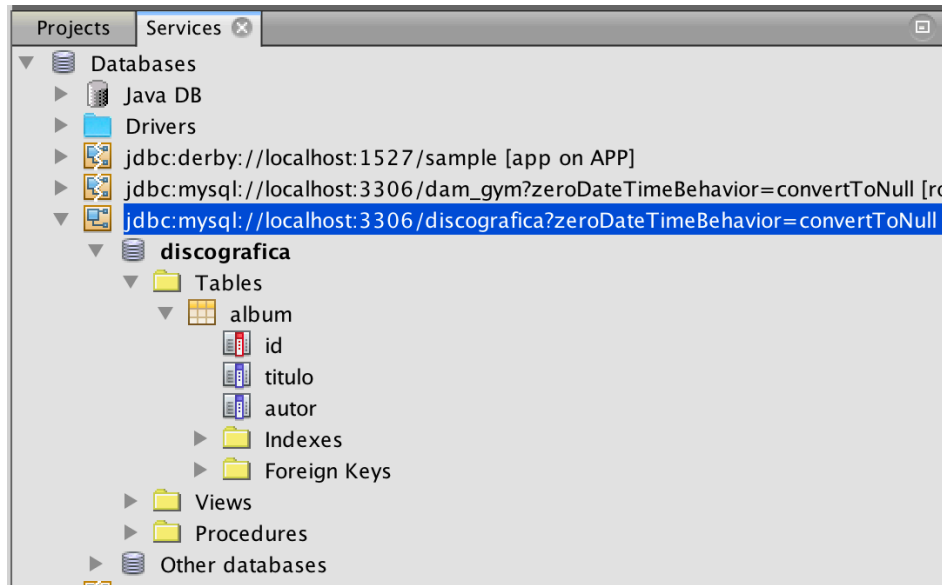 Projects Services
Databases
Java DB
Drivers
jdbc:derby://localhost:1527/sample [app on APP]
jdbc:mysql://localhost:3306/dam_gym?zeroDateTimeBehavior=convertToNull [ro
jdbc:mysql://localhost:3306/discografica?zeroDateTimeBehavior=convertToNull
discografica
Tables
album
id
titulo
autor
Indexes
Foreign Keys
Views
Procedures
Other databases